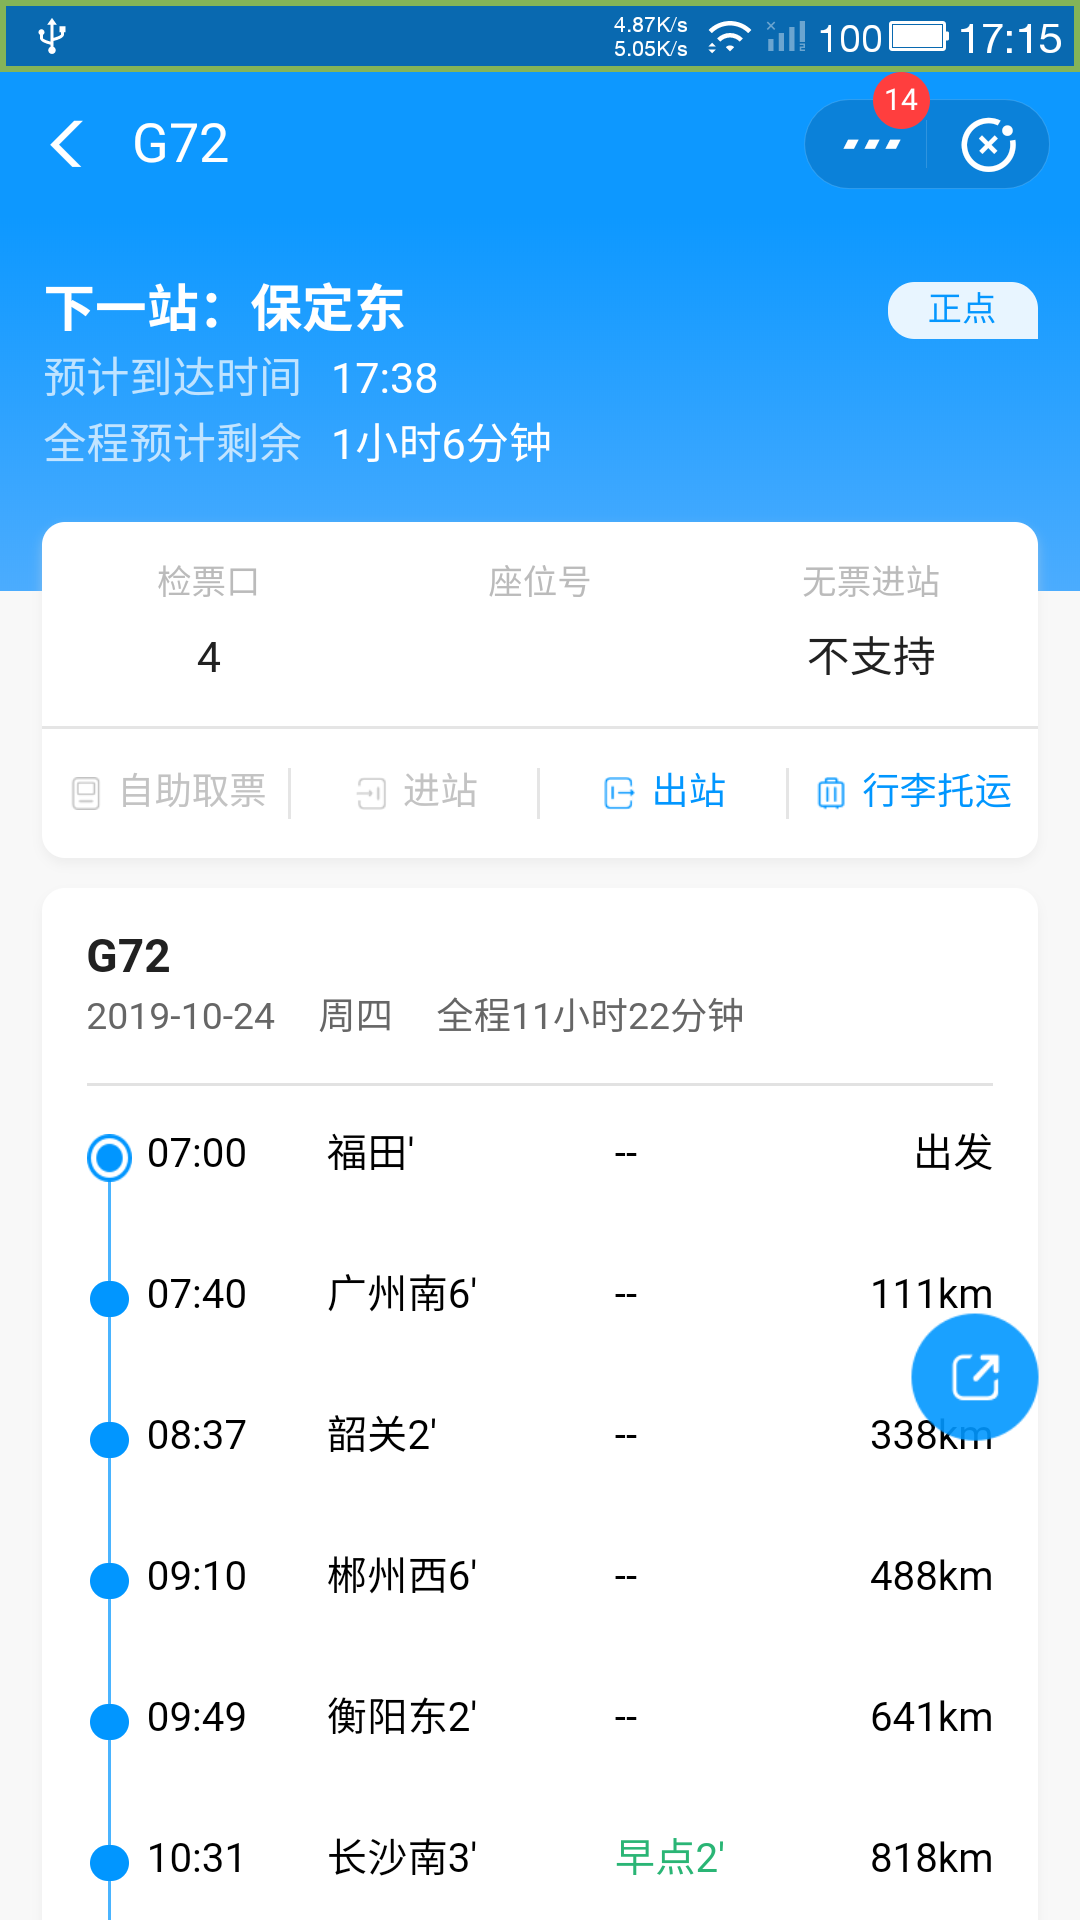 4.87K/s
5.05K/s
100
17:15
G72
14
下一站：保定东
正点
预计到达时间 17:38
全程预计剩余 1小时6分钟
检票口 座位号 无票进站
4 不支持
自助取票 进站 出站 行李托运
G72
2019-10-24 周四 全程11小时22分钟
07:00 福田' -- 出发
07:40 广州南6' -- 111km
08:37 韶关2' -- 338km
09:10 郴州西6' -- 488km
09:49 衡阳东2' -- 641km
10:31 长沙南3' 早点2' 818km